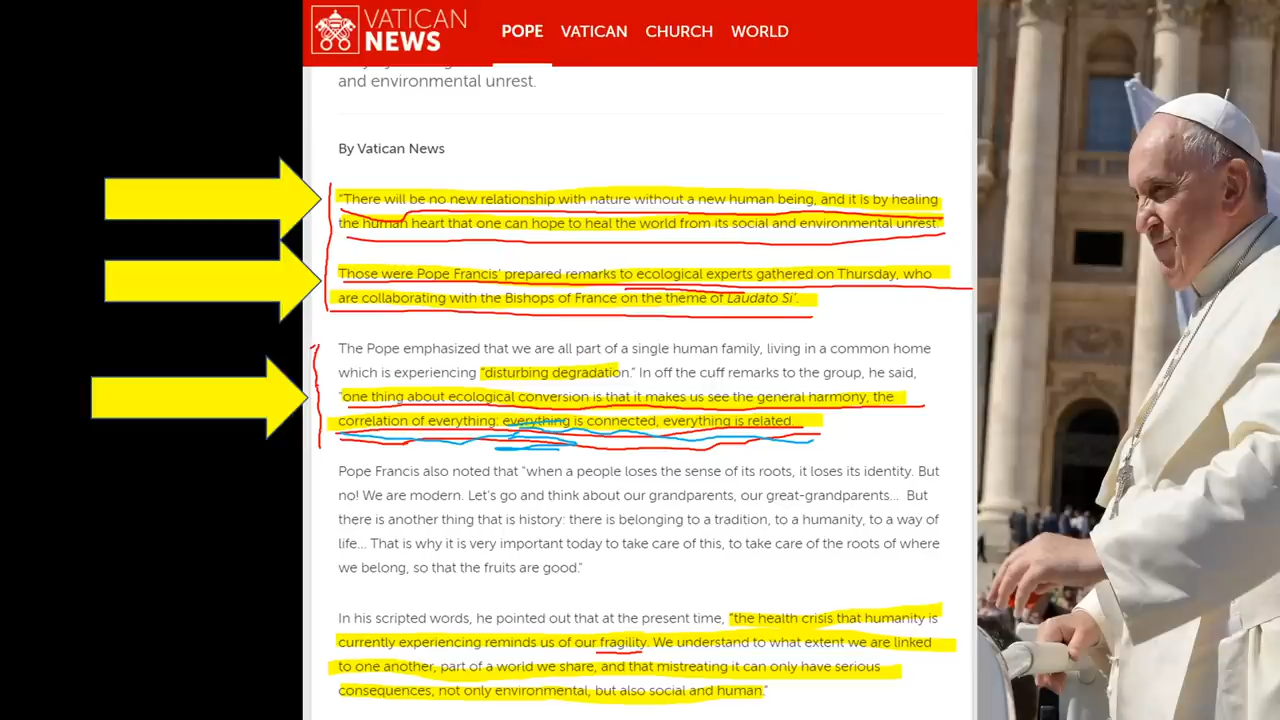 VATICAN
NEWS
POPE VATICAN CHURCH WORLD
and environmental unrest.
By Vatican News
“There will be no new relationship with nature without a new human being, and it is by healing
the human heart that one can hope to heal the world from its social and environmental unrest.”
Those were Pope Francis’ prepared remarks to ecological experts gathered on Thursday, who
are collaborating with the Bishops of France on the theme of Laudato Si’.
The Pope emphasized that we are all part of a single human family, living in a common home
which is experiencing “disturbing degradation.” In off the cuff remarks to the group, he said,
“one thing about ecological conversion is that it makes us see the general harmony, the
correlation of everything: everything is connected, everything is related.
Pope Francis also noted that “when a people loses the sense of its roots, it loses its identity. But
no! We are modern. Let’s go and think about our grandparents, our great-grandparents… But
there is another thing that is history: there is belonging to a tradition, to a humanity, to a way of
life… That is why it is very important today to take care of this, to take care of the roots of where
we belong, so that the fruits are good.”
In his scripted words, he pointed out that at the present time, “the health crisis that humanity is
currently experiencing reminds us of our fragility. We understand to what extent we are linked
to one another, part of a world we share, and that mistreating it can only have serious
consequences, not only environmental, but also social and human.”